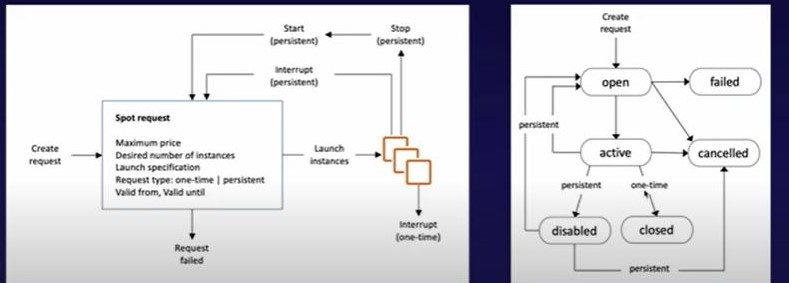 Start
(persistent)
Stop
(persistent)
Interrupt
(persistent)
Spot request
Maximum price
Desired number of instances
Launch specification
Request type: one-time | persistent
Valid from, Valid until
Create
request
Launch
instances
Interrupt
(one-time)
Request
failed
Create
request
open
failed
persistent
active
cancelled
persistent
one-time
disabled
closed
persistent